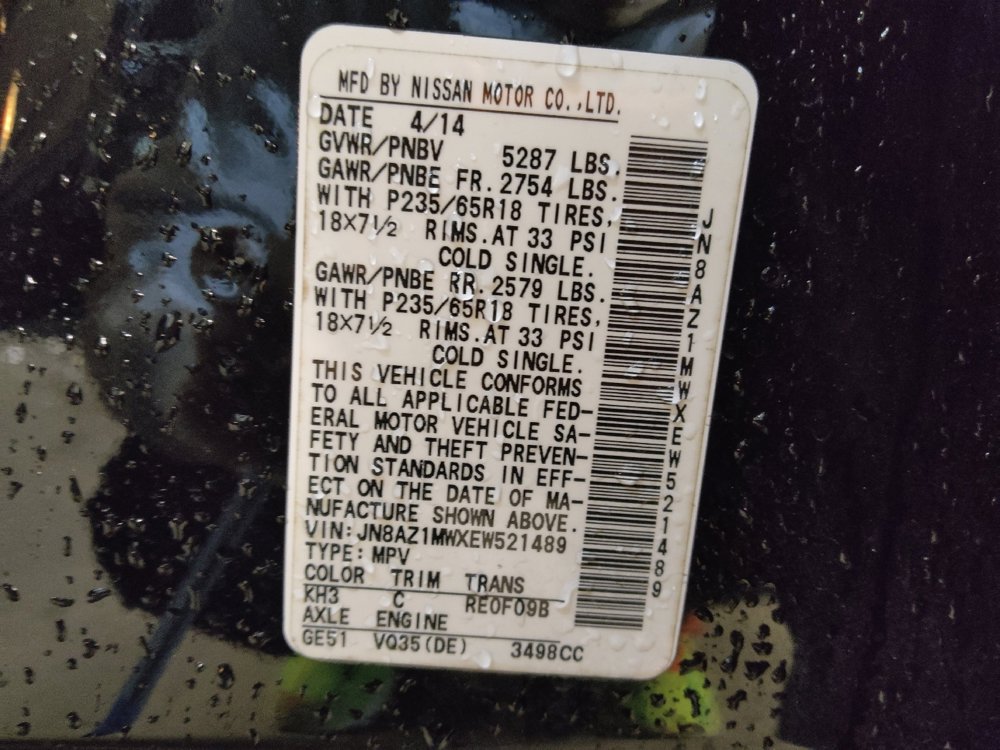 MFD BY NISSAN MOTOR CO.,LTD.
DATE 4/14
GVWR/PNBV 5287 LBS.
GAWR/PNBE FR. 2754 LBS.
WITH P235/65R18 TIRES,
18X7½ RIMS.AT 33 PSI
COLD SINGLE.
GAWR/PNBE RR. 2579 LBS.
WITH P235/65R18 TIRES,
18X7½ RIMS.AT 33 PSI
COLD SINGLE.
THIS VEHICLE CONFORMS
TO ALL APPLICABLE FED-
ERAL MOTOR VEHICLE SA-
FETY AND THEFT PREVEN-
TION STANDARDS IN EFF-
ECT ON THE DATE OF MA-
NUFACTURE SHOWN ABOVE.
VIN:JN8AZ1MWXEW521489
TYPE:MPV
COLOR TRIM TRANS
KH3 C RE0F09B
AXLE ENGINE
GE51 VQ35(DE) 3498CC
JN8AZ1MWXEW521489